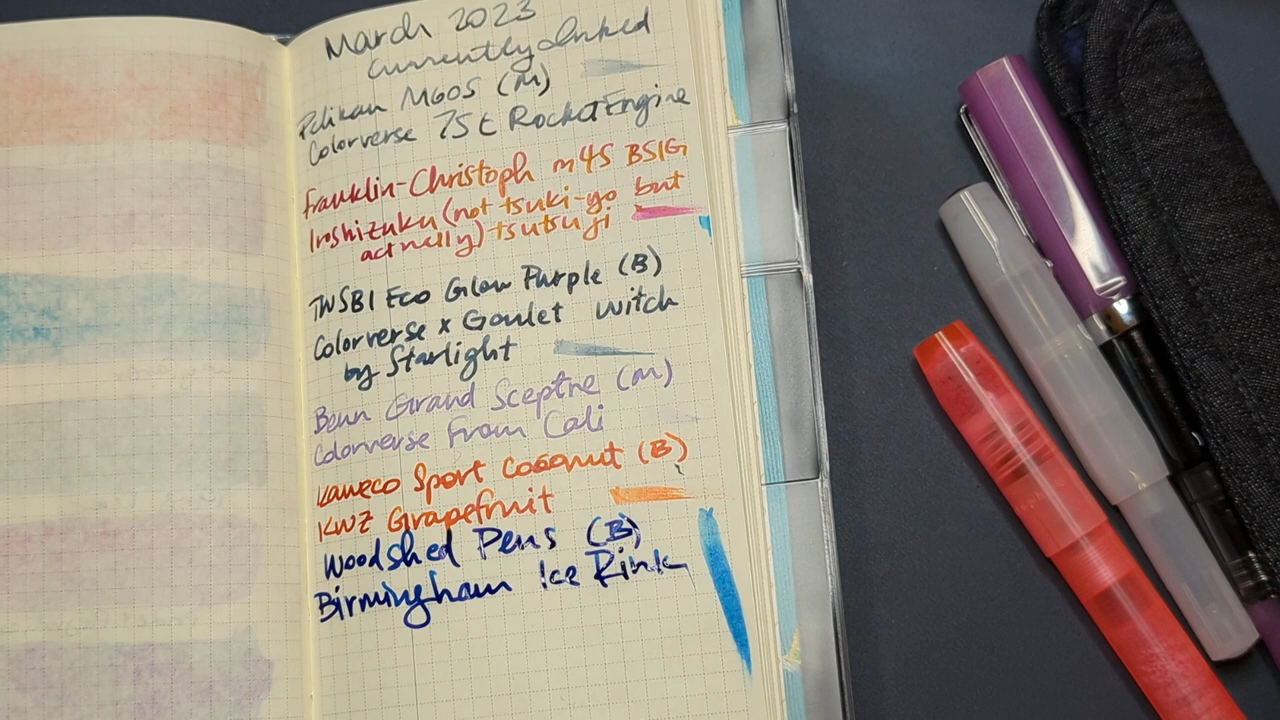 March 2023
currently Inked
Pelikan M605 (M)
Colorverse 75t Rocket Engine
Franklin-Christoph m45 BSIG
Iroshizuku (not tsuki-yo but
actually) tsutsuji
TWSBI Eco Glow Purple (B)
Colorverse x Goulet Witch
by Starlight
Benu Grand Sceptre (M)
Colorverse From Cali
Kaweco Sport Coconut (B)
KWZ Grapefruit
Woodshed Pens (B)
Birmingham Ice Rink